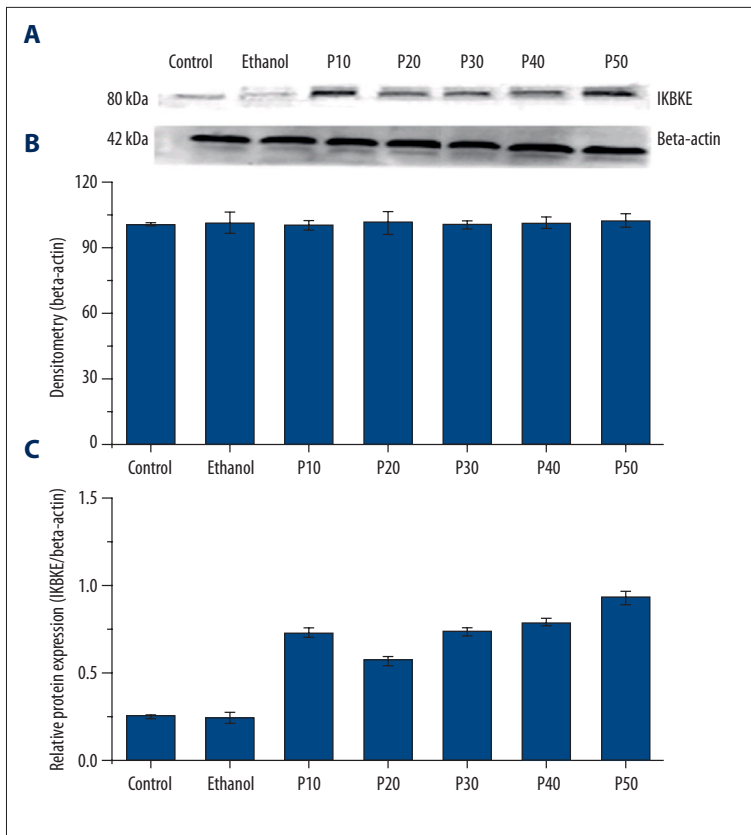 A
Control Ethanol P10 P20 P30 P40 P50
80 kDa IKBKE
42 kDa Beta-actin
B
120
90
60
30
0
Densitometry (beta-actin)
Control Ethanol P10 P20 P30 P40 P50
C
1.5
1.0
0.5
0.0
Relative protein expression (IKBKE/beta-actin)
Control Ethanol P10 P20 P30 P40 P50